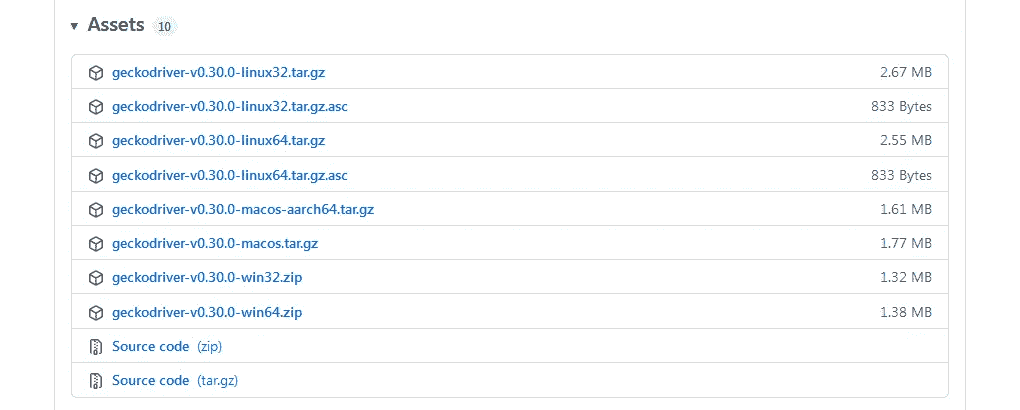 Assets 10
geckodriver-v0.30.0-linux32.tar.gz 2.67 MB
geckodriver-v0.30.0-linux32.tar.gz.asc 833 Bytes
geckodriver-v0.30.0-linux64.tar.gz 2.55 MB
geckodriver-v0.30.0-linux64.tar.gz.asc 833 Bytes
geckodriver-v0.30.0-macos-aarch64.tar.gz 1.61 MB
geckodriver-v0.30.0-macos.tar.gz 1.77 MB
geckodriver-v0.30.0-win32.zip 1.32 MB
geckodriver-v0.30.0-win64.zip 1.38 MB
Source code (zip)
Source code (tar.gz)